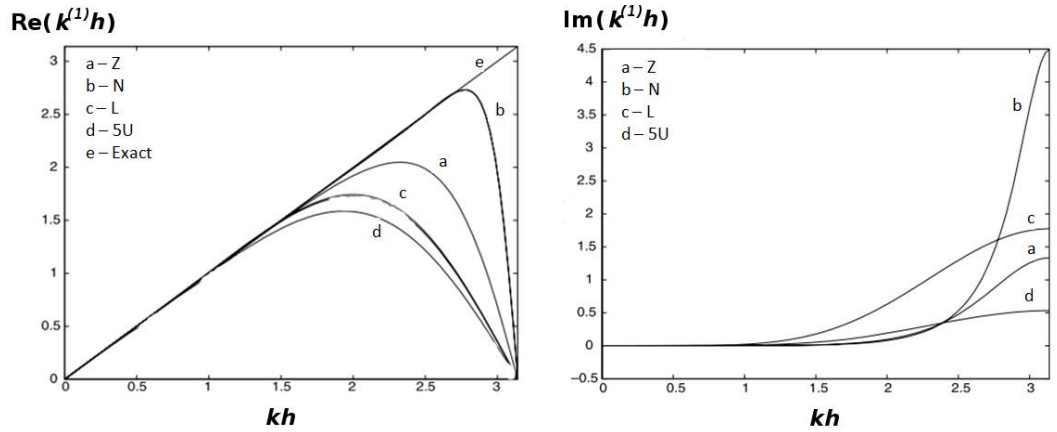 Re(k^(1)h)
a – Z
b – N
c – L
d – 5U
e – Exact
e
b
a
c
d
3
2.5
2
1.5
1
0.5
0
0 0.5 1 1.5 2 2.5 3
kh
Im(k^(1)h)
a – Z
b – N
c – L
d – 5U
b
c
a
d
4.5
4
3.5
3
2.5
2
1.5
1
0.5
0
−0.5
0 0.5 1 1.5 2 2.5 3
kh